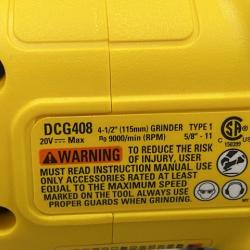 DCG408 4-1/2" (115mm) GRINDER TYPE 1
20V⎓ Max n₀ 9000/min (RPM) 5/8" - 11
C US
150209
WARNING TO REDUCE THE RISK
OF INJURY, USER
MUST READ INSTRUCTION MANUAL. USE
ONLY ACCESSORIES RATED AT LEAST
EQUAL TO THE MAXIMUM SPEED
MARKED ON THE TOOL. ALWAYS USE
PROPER GUARDS WHEN GRINDING.